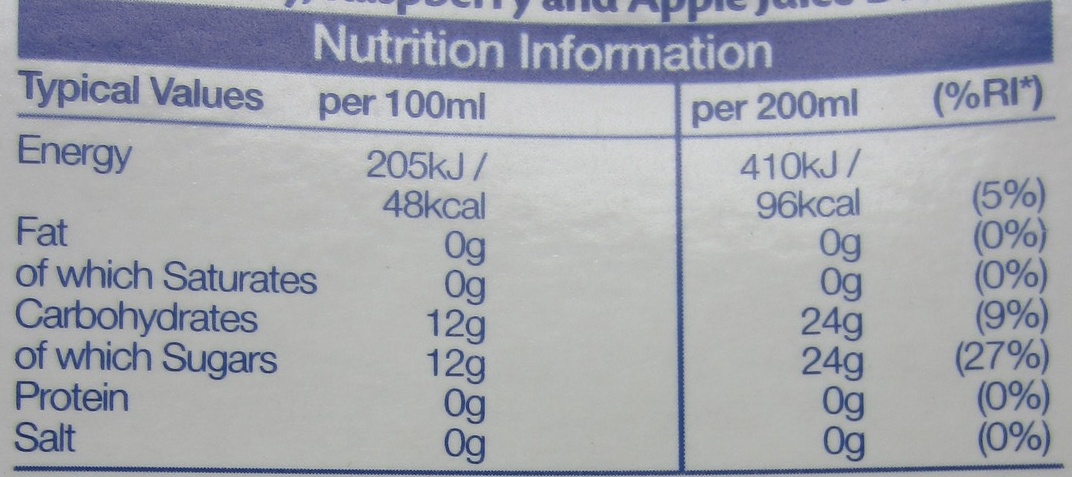 and Apple
Nutrition Information
Typical Values per 100ml per 200ml (%RI*)
Energy 205kJ / 410kJ /
48kcal 96kcal (5%)
Fat 0g 0g (0%)
of which Saturates 0g 0g (0%)
Carbohydrates 12g 24g (9%)
of which Sugars 12g 24g (27%)
Protein 0g 0g (0%)
Salt 0g 0g (0%)